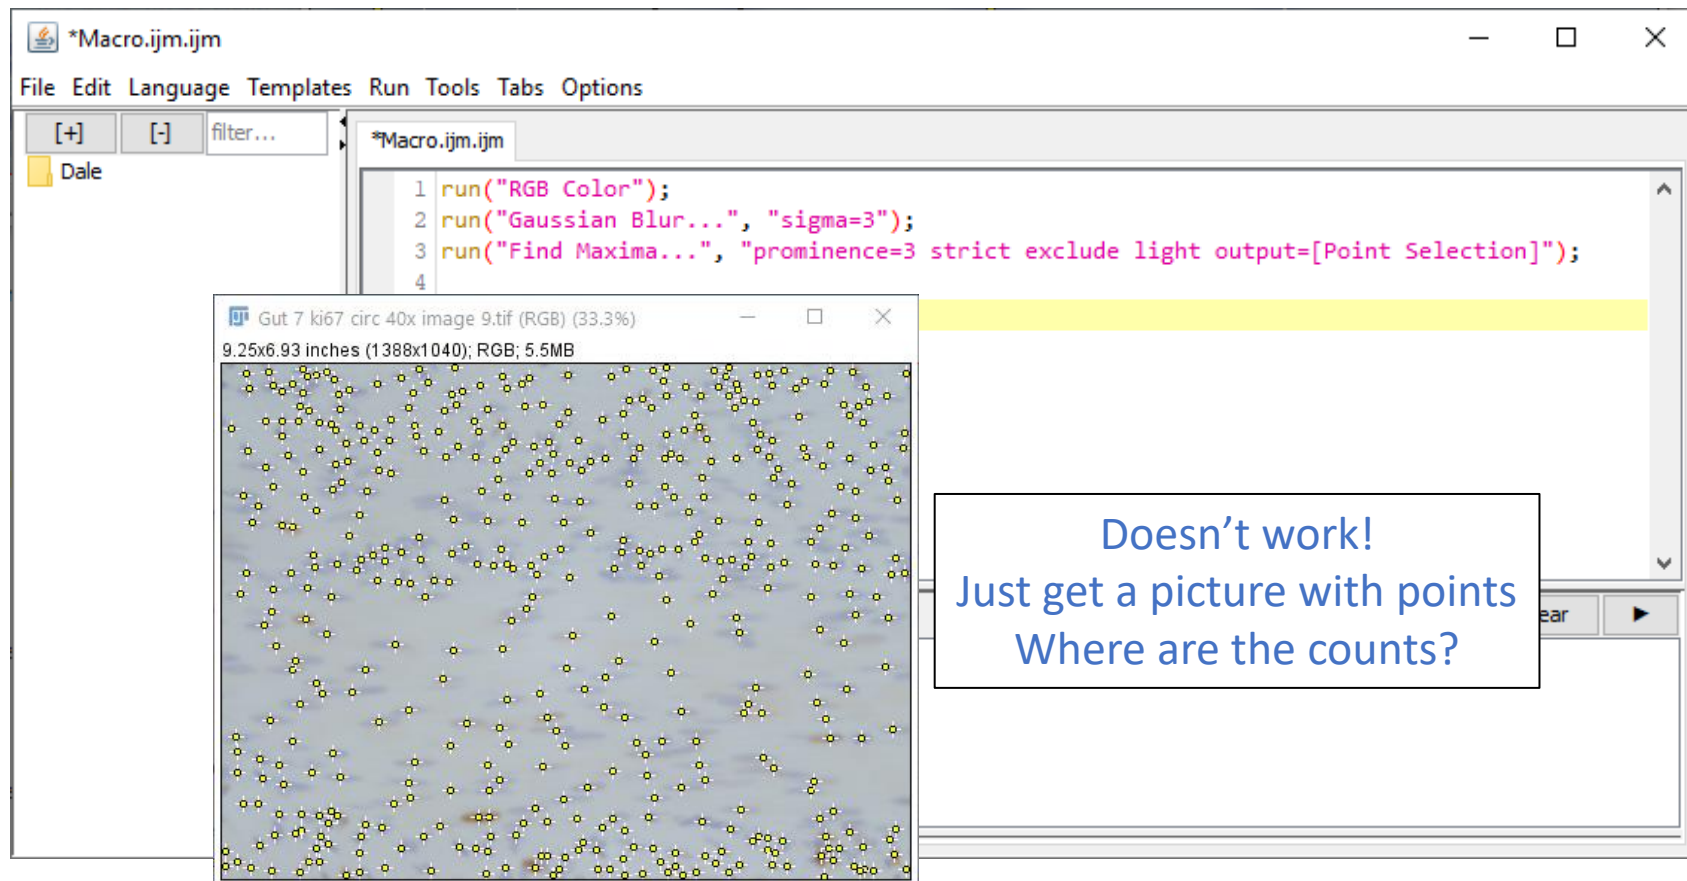 *Macro.ijm.ijm
File Edit Language Templates Run Tools Tabs Options
[+] [-] filter...
*Macro.ijm.ijm
Dale
1 run("RGB Color");
2 run("Gaussian Blur...", "sigma=3");
3 run("Find Maxima...", "prominence=3 strict exclude light output=[Point Selection]");
4
Gut 7 ki67 circ 40x image 9.tif (RGB) (33.3%)
9.25x6.93 inches (1388x1040); RGB; 5.5MB
Doesn’t work!
Just get a picture with points
Where are the counts?
ear